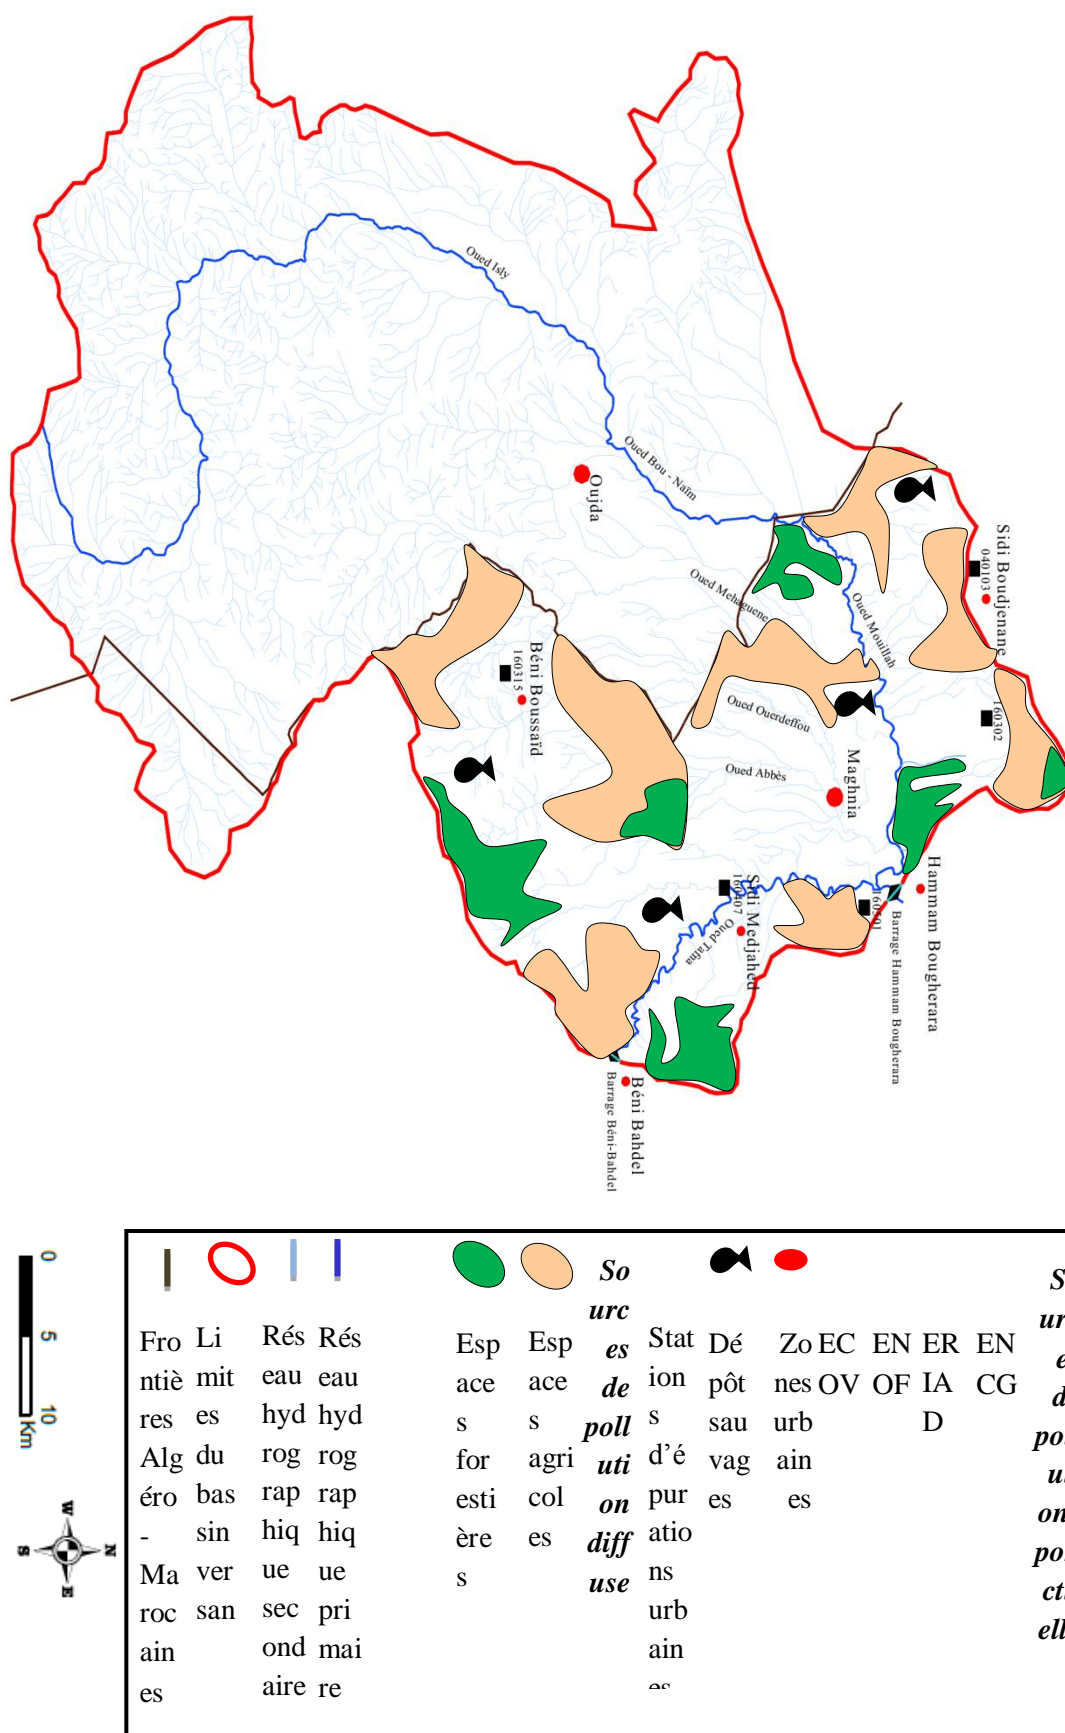 Oued Isly
Oued Bou - Naïm
Oujda
Oued Mehaguene
Oued Mouillah
Sidi Boudjenane
040103
160302
Béni Boussaïd
160315
Oued Ouerdeffou
Oued Abbès
Maghnia
Hammam Bougherara
Barrage Hammam Bougherara
160501
Sidi Medjahed
160407
Oued Tafna
Béni Bahdel
Barrage Béni-Bahdel
0
5
10
Km
W
N
S
E
Fro
ntiè
res
Alg
éro
-
Ma
roc
ain
es
Li
mit
es
du
bas
sin
ver
san
Rés
eau
hyd
rog
rap
hiq
ue
sec
ond
aire
Rés
eau
hyd
rog
rap
hiq
ue
pri
mai
re
Esp
ace
s
for
esti
ère
s
Esp
ace
s
agri
col
es
So
urc
es
de
poll
uti
on
diff
use
Stat
ion
s
d'é
pur
atio
ns
urb
ain
es
Dé
pôt
sau
vag
es
Zo
nes
urb
ain
es
EC
OV
EN
OF
ER
IA
D
EN
CG